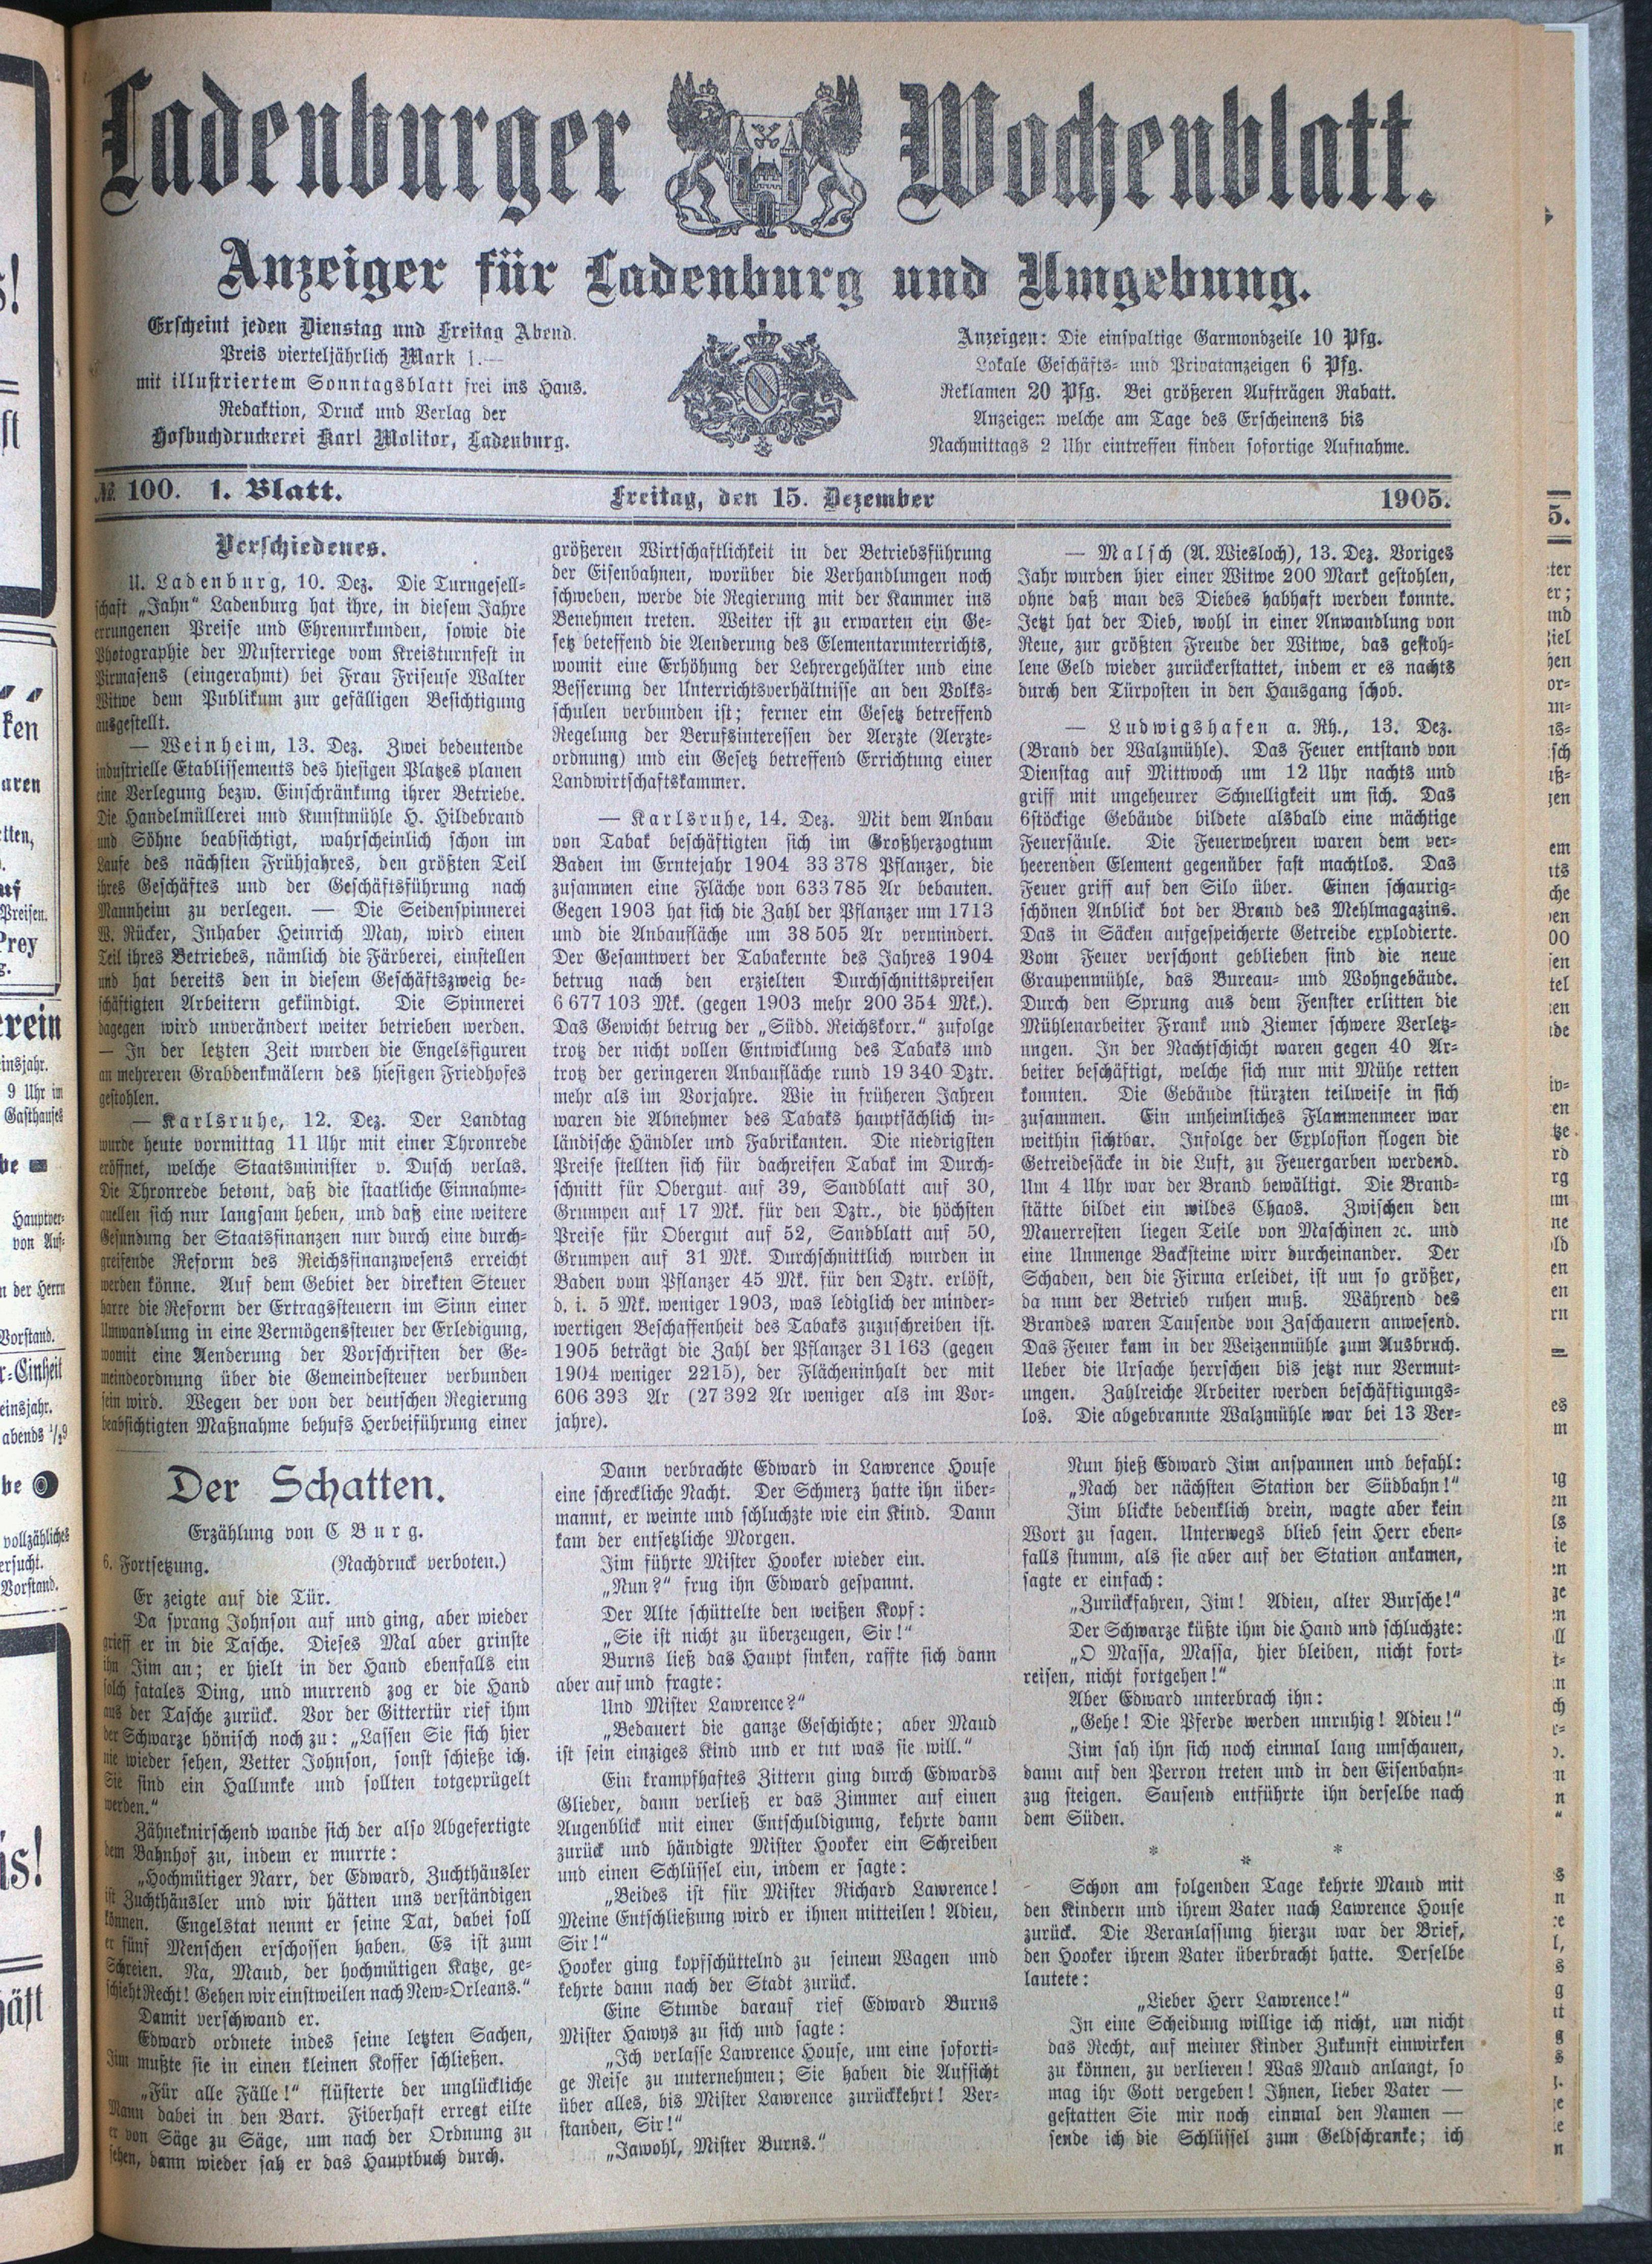 Ladenburger Wochenblatt.
Anzeiger für Ladenburg und Umgebung.
Erscheint jeden Dienstag und Freitag Abend.
Preis vierteljährlich Mark 1.—
mit illustriertem Sonntagsblatt frei ins Haus.
Redaktion, Druck und Verlag der
Hofbuchdruckerei Karl Molitor, Ladenburg.
Anzeigen: Die einspaltige Garmondzeile 10 Pfg.
Lokale Geschäfts- und Privatanzeigen 6 Pfg.
Reklamen 20 Pfg. Bei größeren Aufträgen Rabatt.
Anzeigen welche am Tage des Erscheinens bis
Nachmittags 2 Uhr eintreffen finden sofortige Aufnahme.
№ 100. 1. Blatt. Freitag, den 15. Dezember 1905.
Verschiedenes.
U. Ladenburg, 10. Dez. Die Turngesell-
schaft „Jahn“ Ladenburg hat ihre, in diesem Jahre
errungenen Preise und Ehrenurkunden, sowie die
Photographie der Musterriege vom Kreisturnfest in
Pirmasens (eingerahmt) bei Frau Friseuse Walter
Witwe dem Publikum zur gefälligen Besichtigung
ausgestellt.
— Weinheim, 13. Dez. Zwei bedeutende
industrielle Etablissements des hiesigen Platzes planen
eine Verlegung bezw. Einschränkung ihrer Betriebe.
Die Handelmüllerei und Kunstmühle H. Hildebrand
und Söhne beabsichtigt, wahrscheinlich schon im
Laufe des nächsten Frühjahres, den größten Teil
ihres Geschäftes und der Geschäftsführung nach
Mannheim zu verlegen. — Die Seidenspinnerei
W. Rücker, Inhaber Heinrich May, wird einen
Teil ihres Betriebes, nämlich die Färberei, einstellen
und hat bereits den in diesem Geschäftszweig be-
schäftigten Arbeitern gekündigt. Die Spinnerei
dagegen wird unverändert weiter betrieben werden.
— In der letzten Zeit wurden die Engelsfiguren
an mehreren Grabdenkmälern des hiesigen Friedhofes
gestohlen.
— Karlsruhe, 12. Dez. Der Landtag
wurde heute vormittag 11 Uhr mit einer Thronrede
eröffnet, welche Staatsminister v. Dusch verlas.
Die Thronrede betont, daß die staatliche Einnahme-
quellen sich nur langsam heben, und daß eine weitere
Gesundung der Staatsfinanzen nur durch eine durch-
greifende Reform des Reichsfinanzwesens erreicht
werden könne. Auf dem Gebiet der direkten Steuer
harre die Reform der Ertragssteuern im Sinn einer
Umwandlung in eine Vermögenssteuer der Erledigung,
womit eine Aenderung der Vorschriften der Ge-
meindeordnung über die Gemeindesteuer verbunden
sein wird. Wegen der von der deutschen Regierung
beabsichtigten Maßnahme behufs Herbeiführung einer
größeren Wirtschaftlichkeit in der Betriebsführung
der Eisenbahnen, worüber die Verhandlungen noch
schweben, werde die Regierung mit der Kammer ins
Benehmen treten. Weiter ist zu erwarten ein Ge-
setz beteffend die Aenderung des Elementarunterrichts,
womit eine Erhöhung der Lehrergehälter und eine
Besserung der Unterrichtsverhältnisse an den Volks-
schulen verbunden ist; ferner ein Gesetz betreffend
Regelung der Berufsinteressen der Aerzte (Aerzte-
ordnung) und ein Gesetz betreffend Errichtung einer
Landwirtschaftskammer.
— Karlsruhe, 14. Dez. Mit dem Anbau
von Tabak beschäftigten sich im Großherzogtum
Baden im Erntejahr 1904 33 378 Pflanzer, die
zusammen eine Fläche von 633 785 Ar bebauten.
Gegen 1903 hat sich die Zahl der Pflanzer um 1713
und die Anbaufläche um 38 505 Ar vermindert.
Der Gesamtwert der Tabakernte des Jahres 1904
betrug nach den erzielten Durchschnittspreisen
6 677 103 Mk. (gegen 1903 mehr 200 354 Mk.).
Das Gewicht betrug der „Südd. Reichskorr.“ zufolge
trotz der nicht vollen Entwicklung des Tabaks und
trotz der geringeren Anbaufläche rund 19 340 Dztr.
mehr als im Vorjahre. Wie in früheren Jahren
waren die Abnehmer des Tabaks hauptsächlich in-
ländische Händler und Fabrikanten. Die niedrigsten
Preise stellten sich für dachreifen Tabak im Durch-
schnitt für Obergut auf 39, Sandblatt auf 30,
Grumpen auf 17 Mk. für den Dztr., die höchsten
Preise für Obergut auf 52, Sandblatt auf 50,
Grumpen auf 31 Mk. Durchschnittlich wurden in
Baden vom Pflanzer 45 Mk. für den Dztr. erlöst,
d. i. 5 Mk. weniger 1903, was lediglich der minder-
wertigen Beschaffenheit des Tabaks zuzuschreiben ist.
1905 beträgt die Zahl der Pflanzer 31 163 (gegen
1904 weniger 2215), der Flächeninhalt der mit
606 393 Ar (27 392 Ar weniger als im Vor-
jahre).
— Malsch (A. Wiesloch), 13. Dez. Voriges
Jahr wurden hier einer Witwe 200 Mark gestohlen,
ohne daß man des Diebes habhaft werden konnte.
Jetzt hat der Dieb, wohl in einer Anwandlung von
Reue, zur größten Freude der Witwe, das gestoh-
lene Geld wieder zurückerstattet, indem er es nachts
durch den Türposten in den Hausgang schob.
— Ludwigshafen a. Rh., 13. Dez.
(Brand der Walzmühle). Das Feuer entstand von
Dienstag auf Mittwoch um 12 Uhr nachts und
griff mit ungeheurer Schnelligkeit um sich. Das
6stöckige Gebäude bildete alsbald eine mächtige
Feuersäule. Die Feuerwehren waren dem ver-
heerenden Element gegenüber fast machtlos. Das
Feuer griff auf den Silo über. Einen schaurig-
schönen Anblick bot der Brand des Mehlmagazins.
Das in Säcken aufgespeicherte Getreide explodierte.
Vom Feuer verschont geblieben sind die neue
Graupenmühle, das Bureau- und Wohngebäude.
Durch den Sprung aus dem Fenster erlitten die
Mühlenarbeiter Frank und Ziemer schwere Verletz-
ungen. In der Nachtschicht waren gegen 40 Ar-
beiter beschäftigt, welche sich nur mit Mühe retten
konnten. Die Gebäude stürzten teilweise in sich
zusammen. Ein unheimliches Flammenmeer war
weithin sichtbar. Infolge der Explosion flogen die
Getreidesäcke in die Luft, zu Feuergarben werdend.
Um 4 Uhr war der Brand bewältigt. Die Brand-
stätte bildet ein wildes Chaos. Zwischen den
Mauerresten liegen Teile von Maschinen ꝛc. und
eine Unmenge Backsteine wirr durcheinander. Der
Schaden, den die Firma erleidet, ist um so größer,
da nun der Betrieb ruhen muß. Während des
Brandes waren Tausende von Zaschauern anwesend.
Das Feuer kam in der Weizenmühle zum Ausbruch.
Ueber die Ursache herrschen bis jetzt nur Vermut-
ungen. Zahlreiche Arbeiter werden beschäftigungs-
los. Die abgebrannte Walzmühle war bei 13 Ver-
Der Schatten.
Erzählung von C Burg.
6. Fortsetzung. (Nachdruck verboten.)
Er zeigte auf die Tür.
Da sprang Johnson auf und ging, aber wieder
grieff er in die Tasche. Dieses Mal aber grinste
ihn Jim an; er hielt in der Hand ebenfalls ein
solch fatales Ding, und murrend zog er die Hand
aus der Tasche zurück. Vor der Gittertür rief ihm
der Schwarze hönisch noch zu: „Lassen Sie sich hier
nie wieder sehen, Vetter Johnson, sonst schieße ich.
Sie sind ein Hallunke und sollten totgeprügelt
werden.“
Zähneknirschend wande sich der also Abgefertigte
dem Bahnhof zu, indem er murrte:
„Hochmütiger Narr, der Edward, Zuchthäusler
ist Zuchthäusler und wir hätten uns verständigen
können. Engelstat nennt er seine Tat, dabei soll
er fünf Menschen erschossen haben. Es ist zum
Schreien. Na, Maud, der hochmütigen Katze, ge-
schieht Recht! Gehen wir einstweilen nach New-Orleans.“
Damit verschwand er.
Edward ordnete indes seine letzten Sachen,
Jim mußte sie in einen kleinen Koffer schließen.
„Für alle Fälle!“ flüsterte der unglückliche
Mann dabei in den Bart. Fiberhaft erregt eilte
er von Säge zu Säge, um nach der Ordnung zu
sehen, dann wieder sah er das Hauptbuch durch.
Dann verbrachte Edward in Lawrence House
eine schreckliche Nacht. Der Schmerz hatte ihn über-
mannt, er weinte und schluchzte wie ein Kind. Dann
kam der entsetzliche Morgen.
Jim führte Mister Hooker wieder ein.
„Nun?“ frug ihn Edward gespannt.
Der Alte schüttelte den weißen Kopf:
„Sie ist nicht zu überzeugen, Sir!“
Burns ließ das Haupt sinken, raffte sich dann
aber auf und fragte:
Und Mister Lawrence?“
„Bedauert die ganze Geschichte; aber Maud
ist sein einziges Kind und er tut was sie will.“
Ein krampfhaftes Zittern ging durch Edwards
Glieder, dann verließ er das Zimmer auf einen
Augenblick mit einer Entschuldigung, kehrte dann
zurück und händigte Mister Hooker ein Schreiben
und einen Schlüssel ein, indem er sagte:
„Beides ist für Mister Richard Lawrence!
Meine Entschließung wird er ihnen mitteilen! Adieu,
Sir!“
Hooker ging kopfschüttelnd zu seinem Wagen und
kehrte dann nach der Stadt zurück.
Eine Stunde darauf rief Edward Burns
Mister Hawys zu sich und sagte:
„Ich verlasse Lawrence House, um eine soforti-
ge Reise zu unternehmen; Sie haben die Aufsicht
über alles, bis Mister Lawrence zurückkehrt! Ver-
standen, Sir!“
„Jawohl, Mister Burns.“
Nun hieß Edward Jim anspannen und befahl:
„Nach der nächsten Station der Südbahn!“
Jim blickte bedenklich drein, wagte aber kein
Wort zu sagen. Unterwegs blieb sein Herr eben-
falls stumm, als sie aber auf der Station ankamen,
sagte er einfach:
„Zurückfahren, Jim! Adieu, alter Bursche!“
Der Schwarze küßte ihm die Hand und schluchzte:
„O Massa, Massa, hier bleiben, nicht fort-
reisen, nicht fortgehen!“
Aber Edward unterbrach ihn:
„Gehe! Die Pferde werden unruhig! Adieu!“
Jim sah ihn sich noch einmal lang umschauen,
dann auf den Perron treten und in den Eisenbahn-
zug steigen. Sausend entführte ihn derselbe nach
dem Süden.
* * *
Schon am folgenden Tage kehrte Maud mit
den Kindern und ihrem Vater nach Lawrence House
zurück. Die Veranlassung hierzu war der Brief,
den Hooker ihrem Vater überbracht hatte. Derselbe
lautete:
„Lieber Herr Lawrence!“
In eine Scheidung willige ich nicht, um nicht
das Recht, auf meiner Kinder Zukunft einwirken
zu können, zu verlieren! Was Maud anlangt, so
mag ihr Gott vergeben! Ihnen, lieber Vater —
gestatten Sie mir noch einmal den Namen —
sende ich die Schlüssel zum Geldschranke; ich